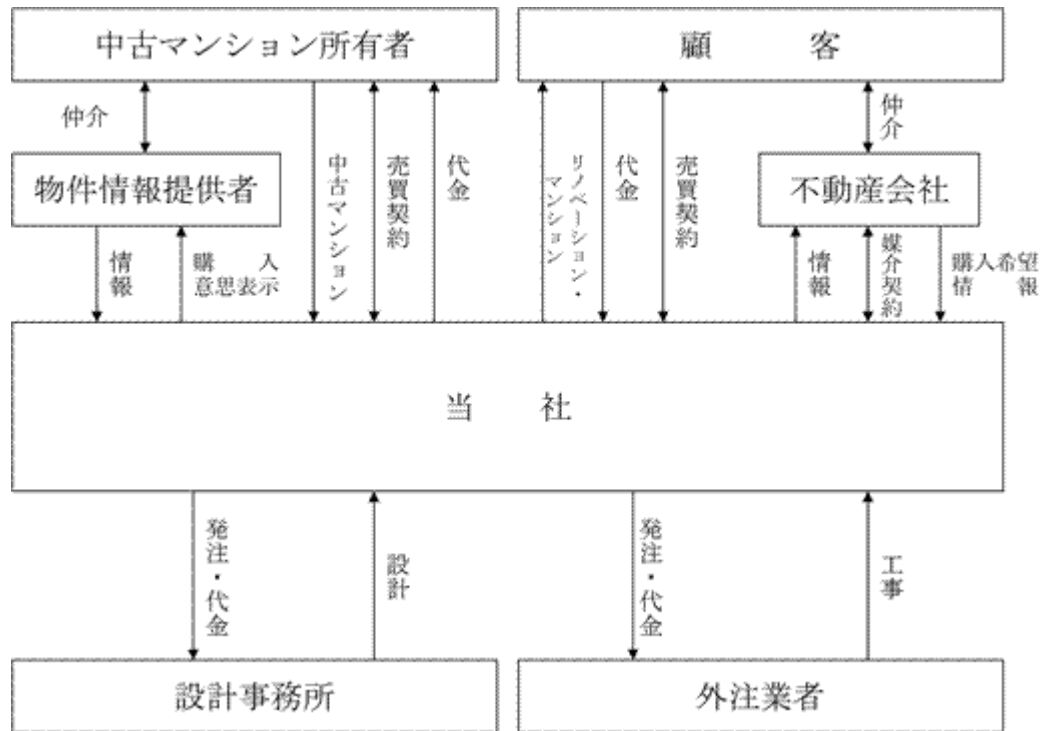 中古マンション所有者
顧　　客
仲介
仲介
物件情報提供者
中古マンション
売買契約
代金
リノベーション・
マンション
代金
売買契約
不動産会社
情報
購　入
意思表示
情報
媒介契約
購入希望
情　　報
当　　社
発注・代金
設計
発注・代金
工事
設計事務所
外注業者